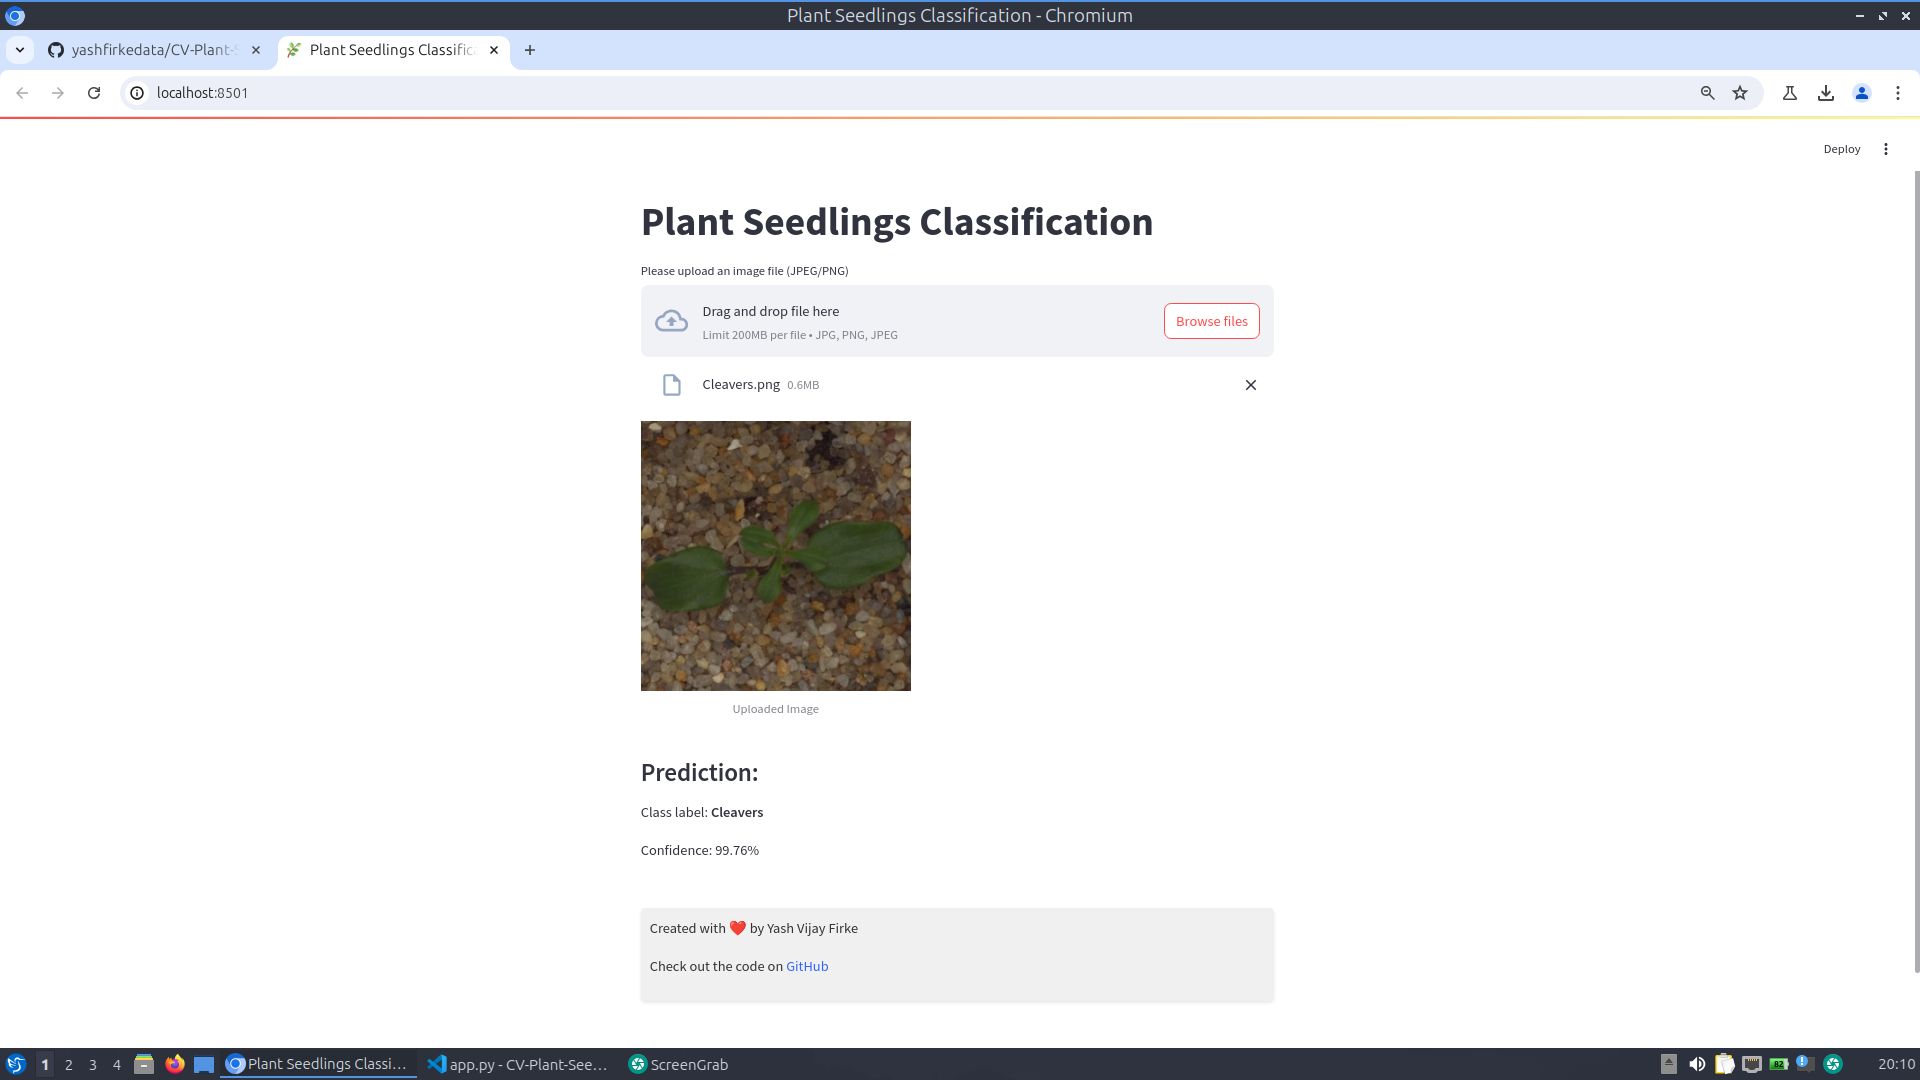 Plant Seedlings Classification - Chromium
yashfirkedata/CV-Plant-S
Plant Seedlings Classific
localhost:8501
Deploy
Plant Seedlings Classification
Please upload an image file (JPEG/PNG)
Drag and drop file here
Limit 200MB per file • JPG, PNG, JPEG
Browse files
Cleavers.png 0.6MB
Uploaded Image
Prediction:
Class label: Cleavers
Confidence: 99.76%
Created with ❤️ by Yash Vijay Firke
Check out the code on GitHub
1 2 3 4 Plant Seedlings Classi... app.py - CV-Plant-See... ScreenGrab 82 20:10